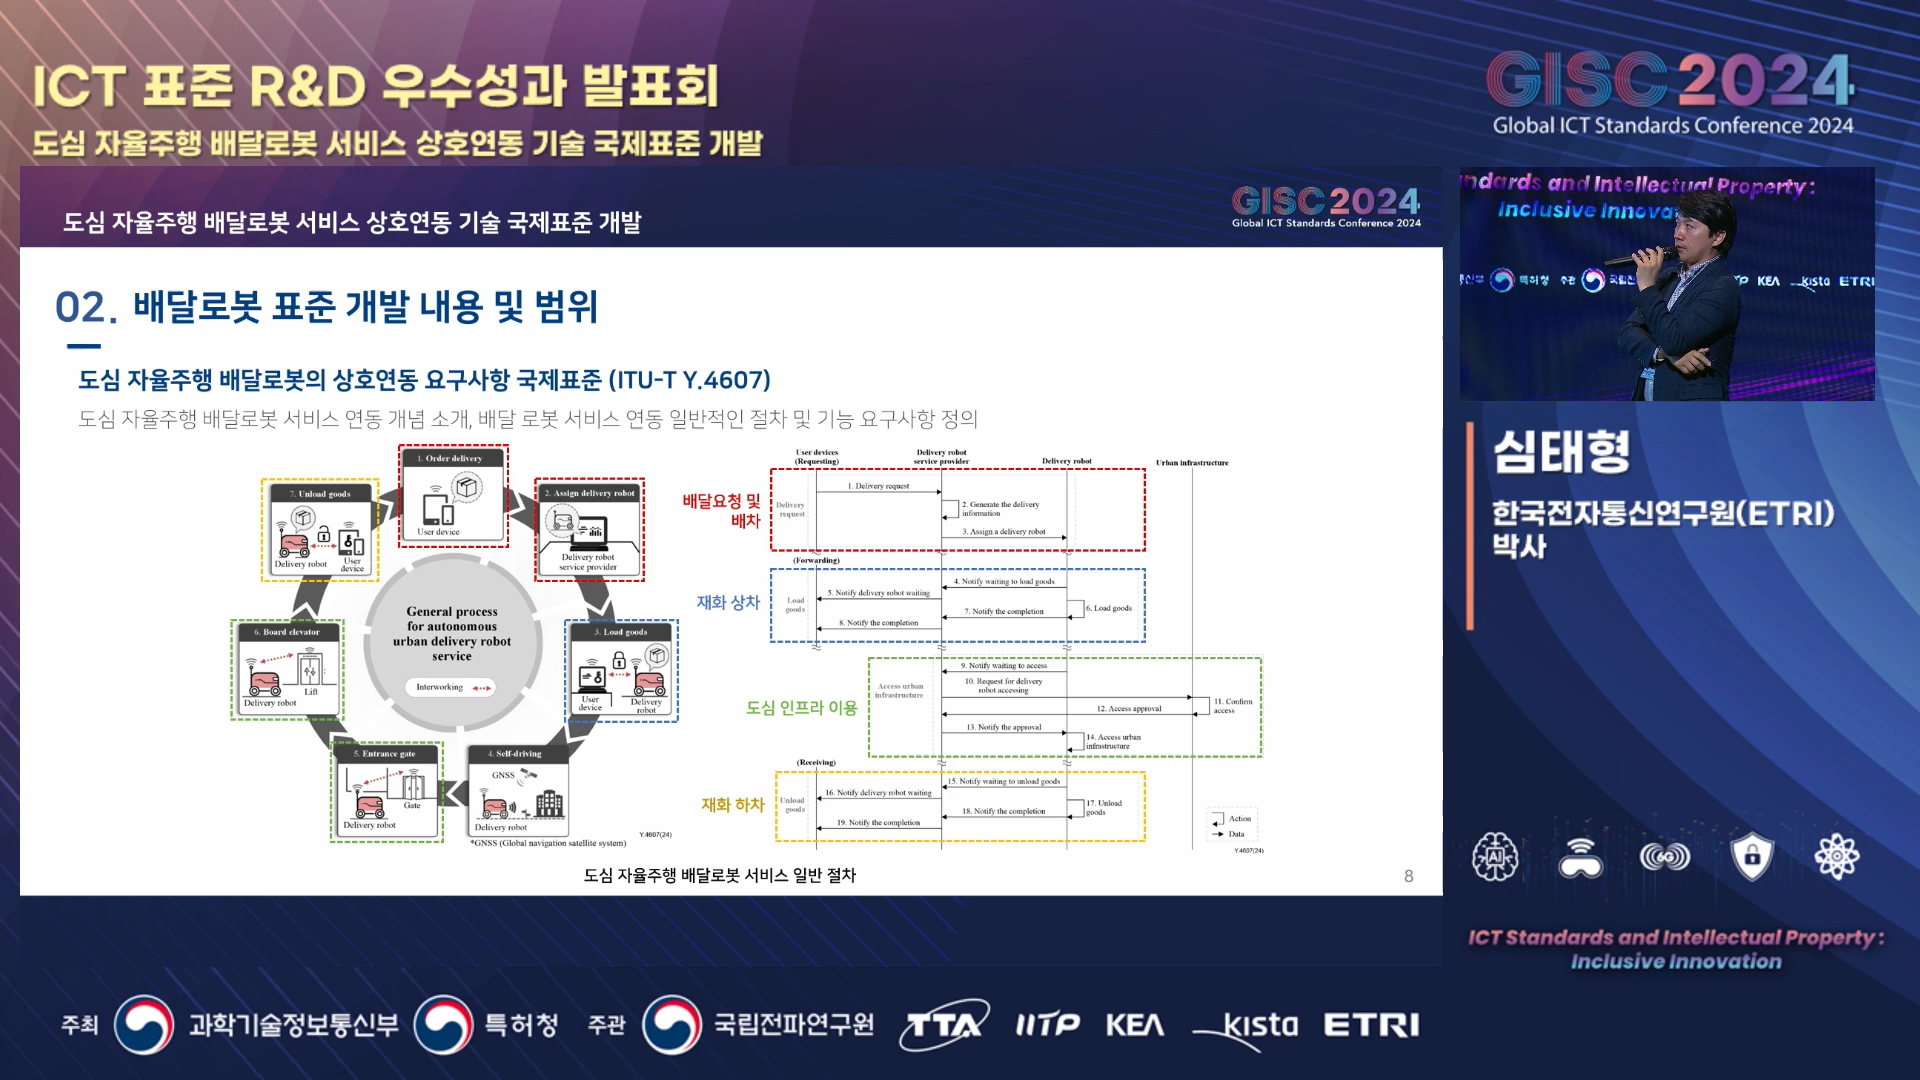 ICT 표준 R&D 우수성과 발표회
도심 자율주행 배달로봇 서비스 상호연동 기술 국제표준 개발
GISC 2024
Global ICT Standards Conference 2024
도심 자율주행 배달로봇 서비스 상호연동 기술 국제표준 개발
GISC 2024
Global ICT Standards Conference 2024
02. 배달로봇 표준 개발 내용 및 범위
도심 자율주행 배달로봇의 상호연동 요구사항 국제표준 (ITU-T Y.4607)
도심 자율주행 배달로봇 서비스 연동 개념 소개, 배달 로봇 서비스 연동 일반적인 절차 및 기능 요구사항 정의
1. Order delivery
User device
2. Assign delivery robot
Delivery robot
service provider
3. Load goods
User
device
Delivery
robot
4. Self-driving
GNSS
Delivery robot
5. Entrance gate
Gate
Delivery robot
6. Board elevator
Lift
Delivery robot
7. Unload goods
Delivery robot
User
device
General process
for autonomous
urban delivery robot
service
Interworking
Y.4607(24)
*GNSS (Global navigation satellite system)
User devices
(Requesting)
Delivery robot
service provider
Delivery robot
Urban infrastructure
배달요청 및
배차
Delivery
request
1. Delivery request
2. Generate the delivery
information
3. Assign a delivery robot
(Forwarding)
재화 상차
Load
goods
4. Notify waiting to load goods
5. Notify delivery robot waiting
6. Load goods
7. Notify the completion
8. Notify the completion
도심 인프라 이용
Access urban
infrastructure
9. Notify waiting to access
10. Request for delivery
robot accessing
11. Confirm
access
12. Access approval
13. Notify the approval
14. Access urban
infrastructure
(Receiving)
재화 하차
Unload
goods
15. Notify waiting to unload goods
16. Notify delivery robot waiting
17. Unload
goods
18. Notify the completion
19. Notify the completion
Action
Data
Y.4607(24)
도심 자율주행 배달로봇 서비스 일반 절차
8
ndards and Intellectual Property :
Inclusive Innova
특허청
주관
KEA
kista
ETRI
심태형
한국전자통신연구원(ETRI)
박사
AI
6G
ICT Standards and Intellectual Property :
Inclusive Innovation
주최 과학기술정보통신부 특허청 주관 국립전파연구원 TTA IITP KEA kista ETRI